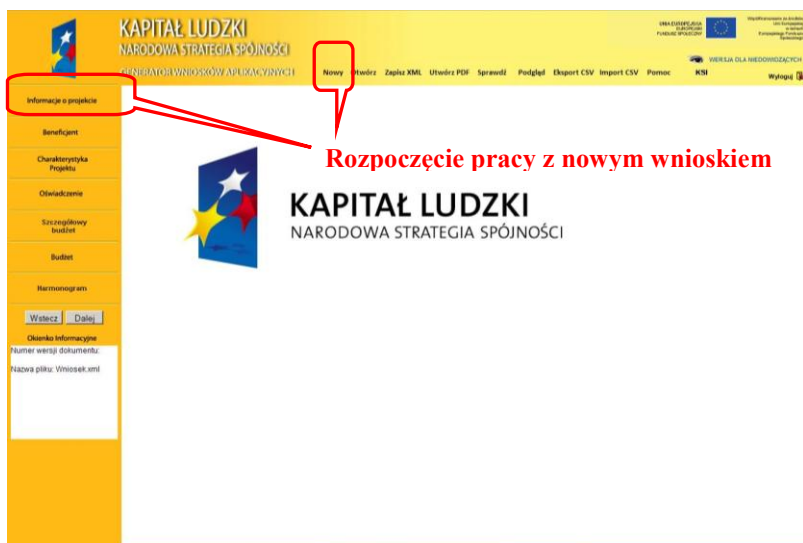 KAPITAŁ LUDZKI
NARODOWA STRATEGIA SPÓJNOŚCI
GENERATOR WNIOSKÓW APLIKACYJNYCH
UNIA EUROPEJSKA
EUROPEJSKI
FUNDUSZ SPOŁECZNY
WERSJA DLA NIEDOWIDZĄCYCH
Nowy Otwórz Zapisz XML Utwórz PDF Sprawdź Podgląd Eksport CSV Import CSV Pomoc KSI
Wyloguj
Informacje o projekcie
Beneficjent
Charakterystyka
Projektu
Oświadczenie
Szczegółowy
budżet
Budżet
Harmonogram
Wstecz Dalej
Okienko Informacyjne
Numer wersji dokumentu:
Nazwa pliku: Wniosek.xml
Rozpoczęcie pracy z nowym wnioskiem
KAPITAŁ LUDZKI
NARODOWA STRATEGIA SPÓJNOŚCI